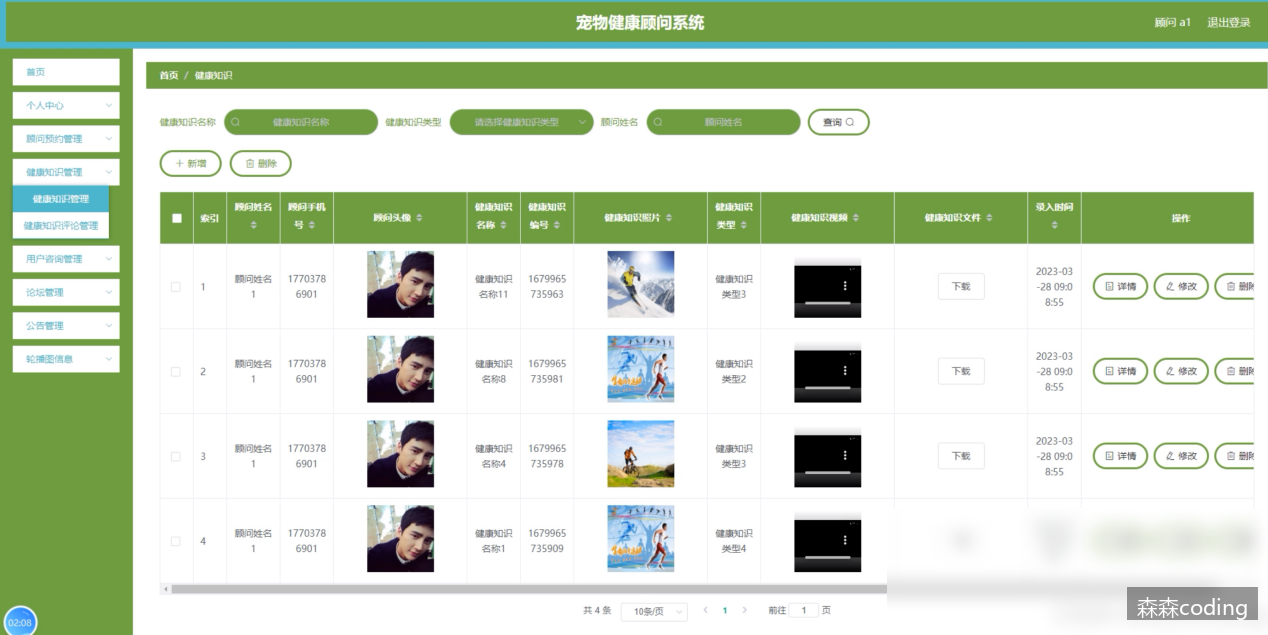 宠物健康顾问系统
顾问 a1 退出登录
首页
个人中心
顾问预约管理
健康知识管理
健康知识管理
健康知识评论管理
用户咨询管理
论坛管理
公告管理
轮播图信息
02:08
首页 / 健康知识
健康知识名称 健康知识名称 健康知识类型 请选择健康知识类型 顾问姓名 顾问姓名 查询
新增 删除
索引 顾问姓名 顾问手机号 顾问头像 健康知识名称 健康知识编号 健康知识照片 健康知识类型 健康知识视频 健康知识文件 录入时间 操作
1 顾问姓名1 17703786901 健康知识名称11 1679965735963 健康知识类型3 下载 2023-03-28 09:08:55 详情 修改 删除
2 顾问姓名1 17703786901 健康知识名称8 1679965735981 健康知识类型2 下载 2023-03-28 09:08:55 详情 修改 删除
3 顾问姓名1 17703786901 健康知识名称4 1679965735978 健康知识类型3 下载 2023-03-28 09:08:55 详情 修改 删除
4 顾问姓名1 17703786901 健康知识名称1 1679965735909 健康知识类型4
共 4 条 10条/页 1 前往 1 页
森森coding